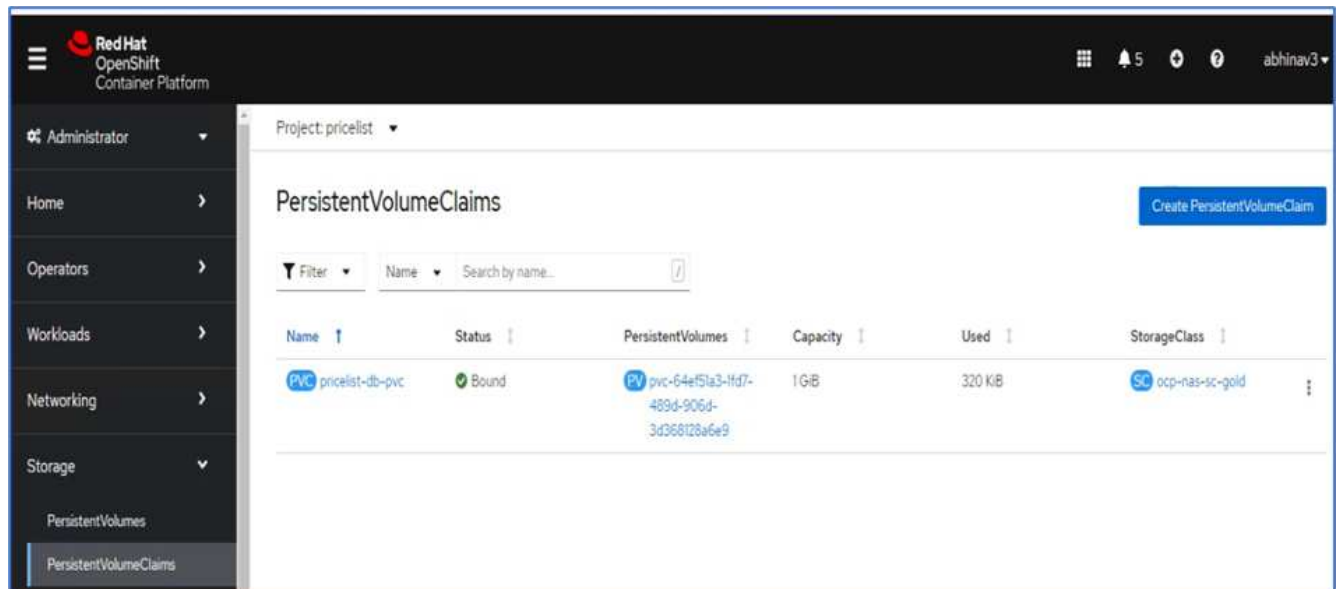 Red Hat
OpenShift
Container Platform
5
abhinav3
Administrator
Project: pricelist
Home
PersistentVolumeClaims
Create PersistentVolumeClaim
Operators
Filter
Name
Search by name...
/
Workloads
Name
Status
PersistentVolumes
Capacity
Used
StorageClass
PVC pricelist-db-pvc
Bound
PV pvc-64ef51a3-1fd7-
489d-906d-
3d368128a6e9
1 GiB
320 KiB
SC ocp-nas-sc-gold
Networking
Storage
PersistentVolumes
PersistentVolumeClaims